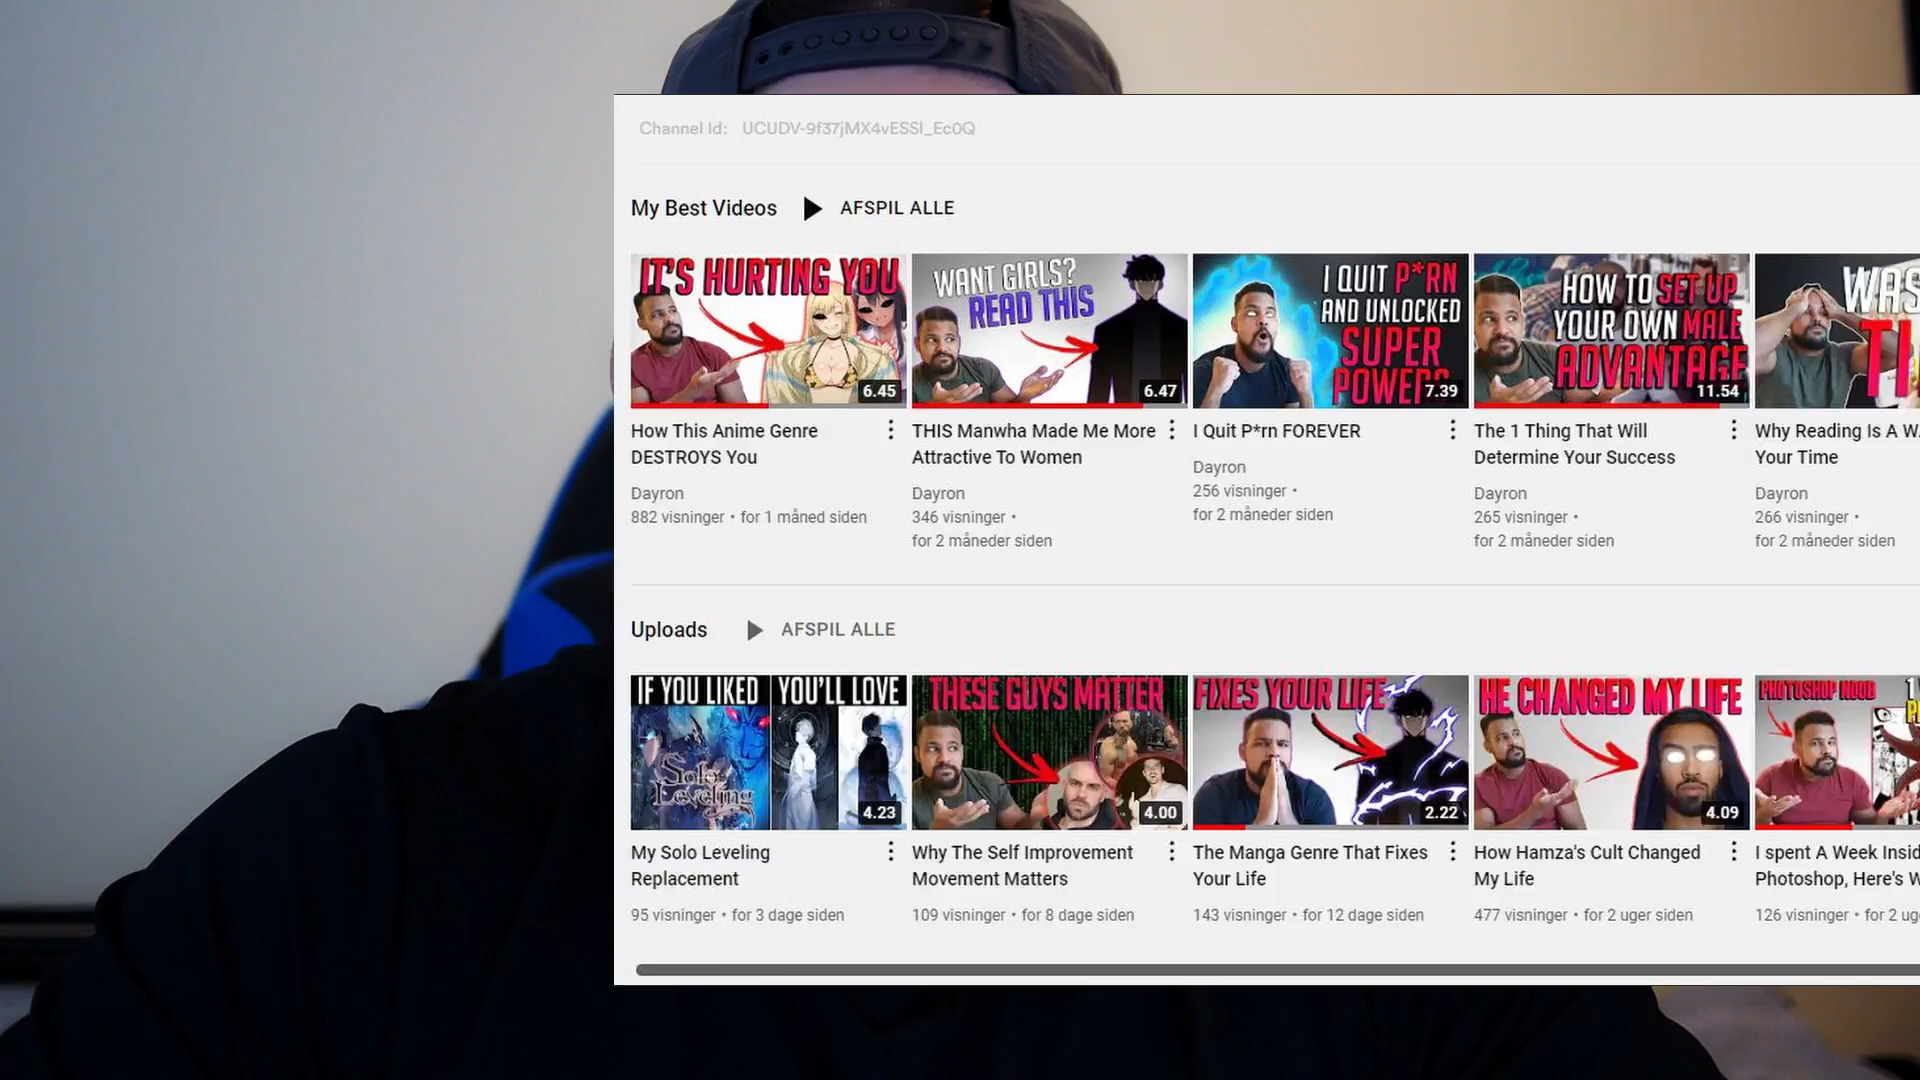 Channel Id: UCUDV-9f37jMX4vESSI_Ec0Q
My Best Videos AFSPIL ALLE
IT'S HURTING YOU
6.45
WANT GIRLS?
READ THIS
6.47
I QUIT P*RN
AND UNLOCKED
SUPER
7.39
HOW TO SET UP
YOUR OWN MALE
ADVANTAGE
11.54
How This Anime Genre
DESTROYS You
Dayron
882 visninger • for 1 måned siden
THIS Manwha Made Me More
Attractive To Women
Dayron
346 visninger •
for 2 måneder siden
I Quit P*rn FOREVER
Dayron
256 visninger •
for 2 måneder siden
The 1 Thing That Will
Determine Your Success
Dayron
265 visninger •
for 2 måneder siden
Why Reading Is A
Your Time
Dayron
266 visninger •
for 2 måneder siden
Uploads AFSPIL ALLE
IF YOU LIKED YOU'LL LOVE
Solo
Leveling
4.23
THESE GUYS MATTER
4.00
FIXES YOUR LIFE
2.22
HE CHANGED MY LIFE
4.09
PHOTOSHOP NOOB
My Solo Leveling
Replacement
95 visninger • for 3 dage siden
Why The Self Improvement
Movement Matters
109 visninger • for 8 dage siden
The Manga Genre That Fixes
Your Life
143 visninger • for 12 dage siden
How Hamza's Cult Changed
My Life
477 visninger • for 2 uger siden
I spent A Week
Photoshop, Here's
126 visninger • for 2